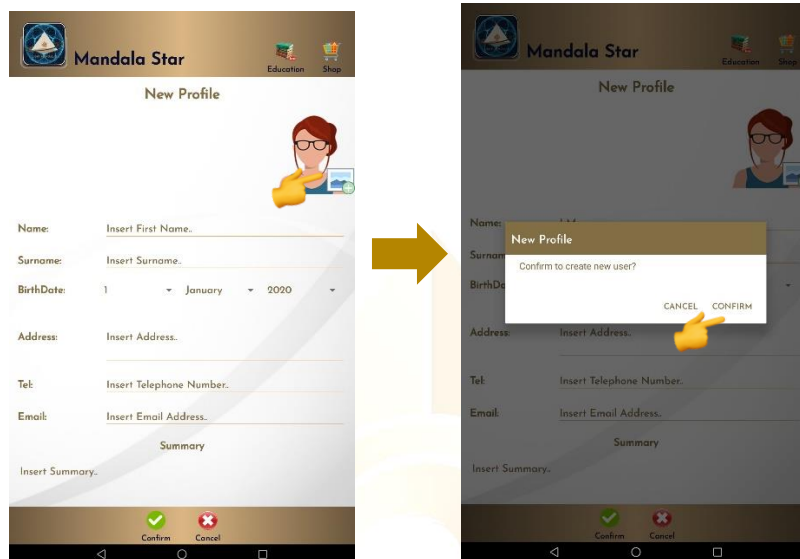 Mandala Star
Education Shop
New Profile
Name: Insert First Name..
Surname: Insert Surname..
BirthDate: 1 January 2020
Address: Insert Address..
Tel: Insert Telephone Number..
Email: Insert Email Address..
Summary
Insert Summary..
Confirm Cancel
Mandala Star
Education Shop
New Profile
Name:
New Profile
Surnam
Confirm to create new user?
BirthDa
CANCEL CONFIRM
Address: Insert Address..
Tel: Insert Telephone Number..
Email: Insert Email Address..
Summary
Insert Summary..
Confirm Cancel